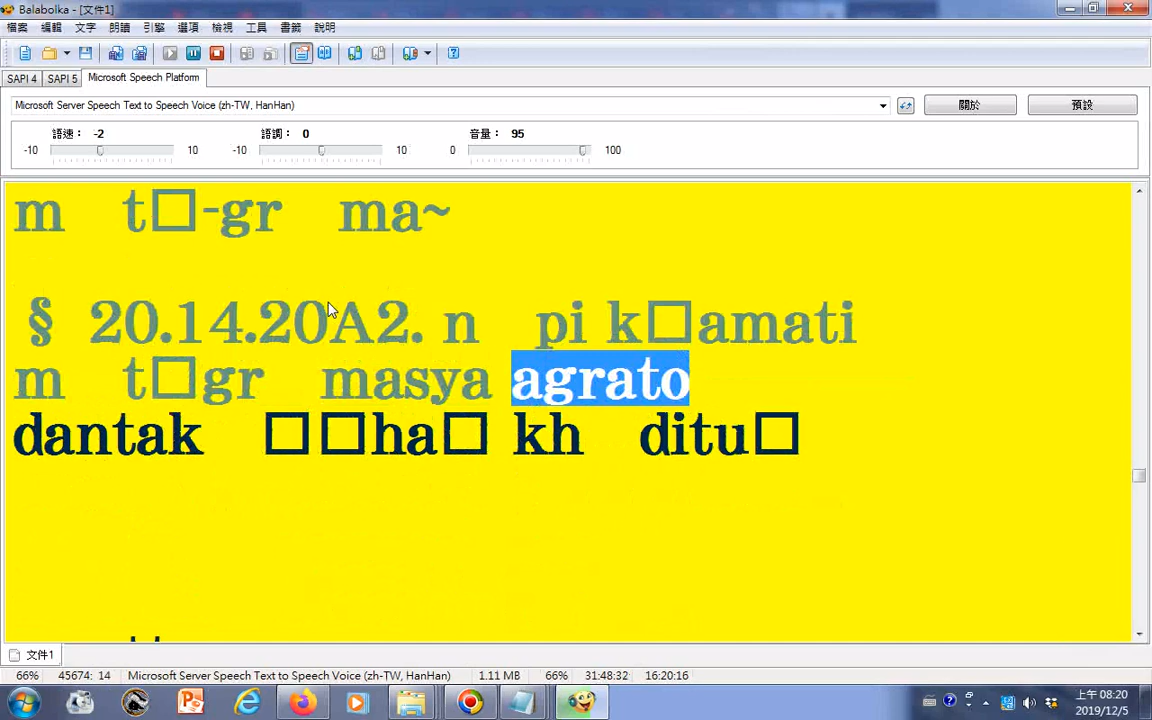 Balabolka - [文件1]
檔案 編輯 文字 朗讀 引擎 選項 檢視 工具 書籤 說明
SAPI 4 SAPI 5 Microsoft Speech Platform
Microsoft Server Speech Text to Speech Voice (zh-TW, HanHan)
關於 預設
語速： -2 語調： 0 音量： 95
-10 10 -10 10 0 100
m t□-gr ma~
§ 20.14.20A2. n pi k□amati
m t□gr masya agrato
dantak □□ha□ kh ditu□
文件1
66% 45674: 14 Microsoft Server Speech Text to Speech Voice (zh-TW, HanHan) 1.11 MB 66% 31:48:32 16:20:16
上午 08:20
2019/12/5